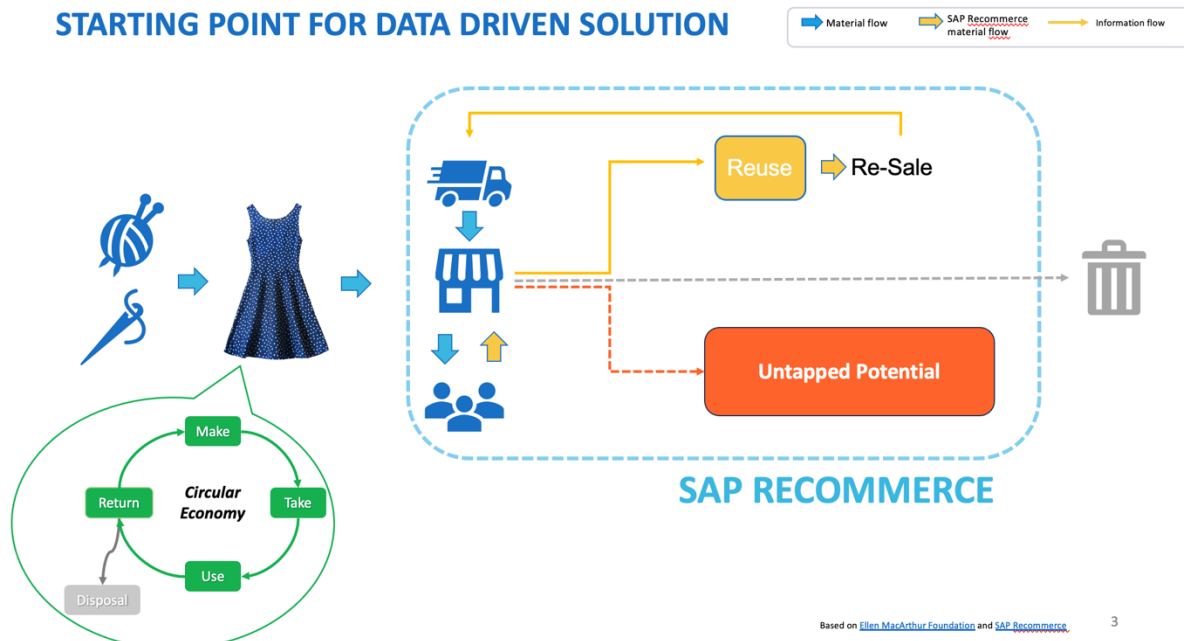 STARTING POINT FOR DATA DRIVEN SOLUTION
Material flow
SAP Recommerce
material flow
Information flow
Reuse
Re-Sale
Untapped Potential
SAP RECOMMERCE
Make
Return
Circular
Economy
Take
Use
Disposal
Based on Ellen MacArthur Foundation and SAP Recommerce
3